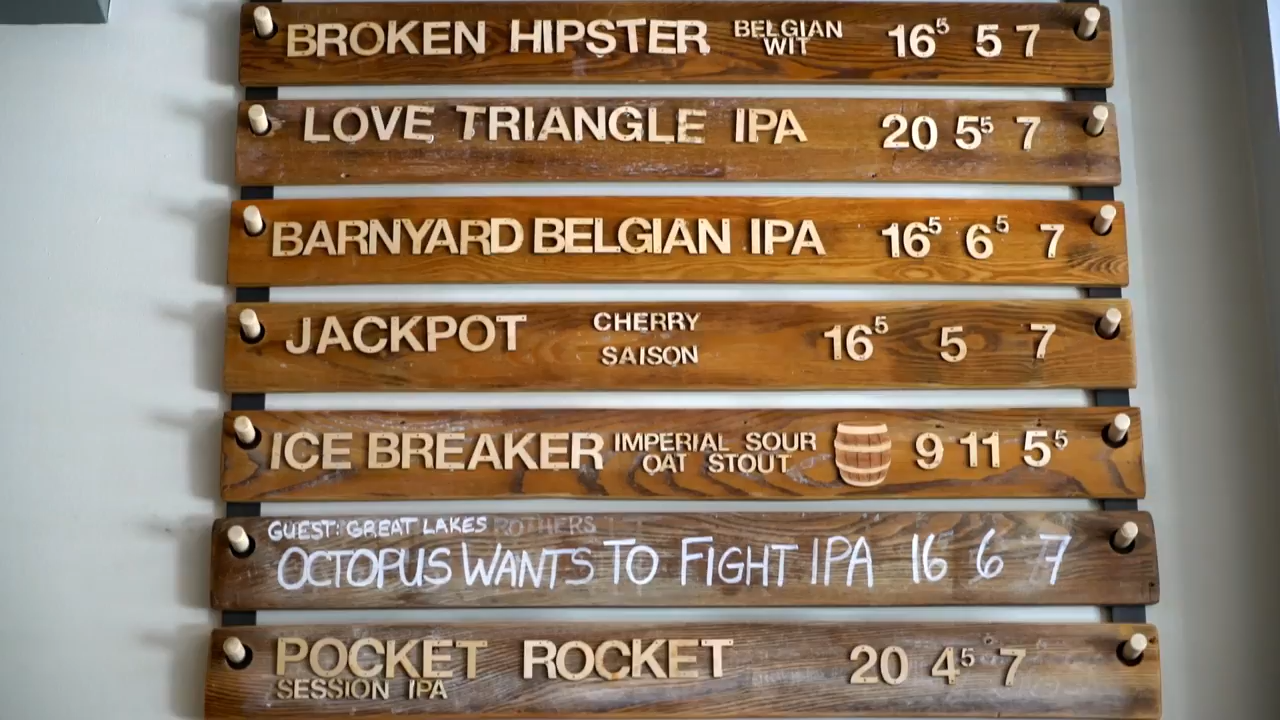 BROKEN HIPSTER BELGIAN WIT 16⁵ 5 7
LOVE TRIANGLE IPA 20 5⁵ 7
BARNYARD BELGIAN IPA 16⁵ 6⁵ 7
JACKPOT CHERRY SAISON 16⁵ 5 7
ICE BREAKER IMPERIAL SOUR OAT STOUT 9 11 5⁵
GUEST: GREAT LAKES
OCTOPUS WANTS TO FIGHT IPA 16 6 7
POCKET ROCKET 20 4⁵ 7
SESSION IPA